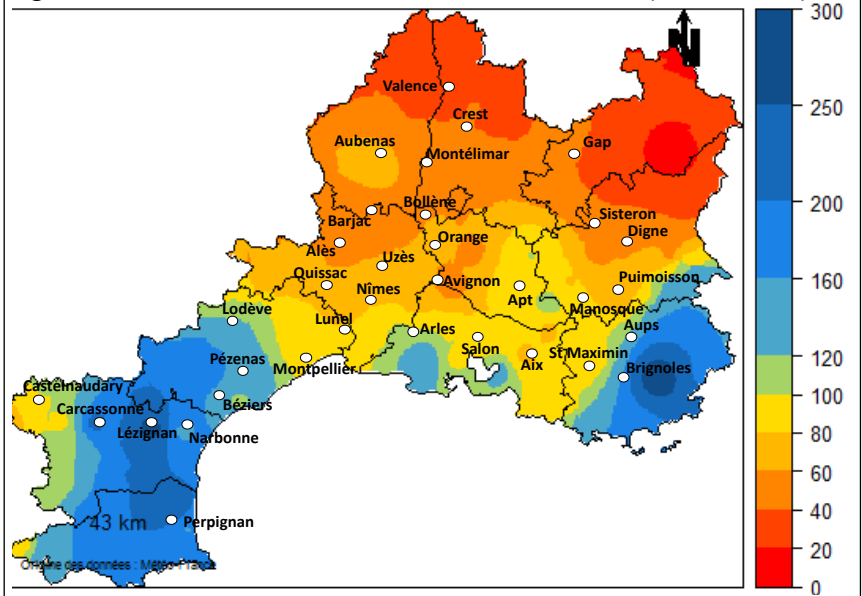 N
300
250
200
160
120
100
80
60
40
20
0
Valence
Crest
Aubenas
Montélimar
Gap
Bollène
Barjac
Sisteron
Orange
Digne
Alès
Uzès
Quissac
Avignon
Puimoisson
Nîmes
Apt
Manosque
Lodève
Lunel
Arles
Aups
Salon
St Maximin
Pézenas
Montpellier
Aix
Brignoles
Castelnaudary
Carcassonne
Béziers
Lézignan
Narbonne
43 km
Perpignan
Origine des données : Météo-France